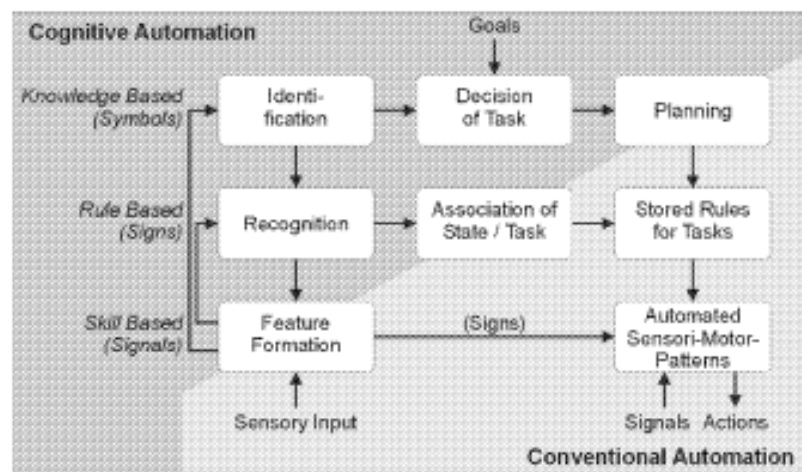 Cognitive Automation
Goals
Knowledge Based
(Symbols)
Identi-
fication
Decision
of Task
Planning
Rule Based
(Signs)
Recognition
Association of
State / Task
Stored Rules
for Tasks
Skill Based
(Signals)
Feature
Formation
(Signs)
Automated
Sensori-Motor-
Patterns
Sensory Input
Signals Actions
Conventional Automation